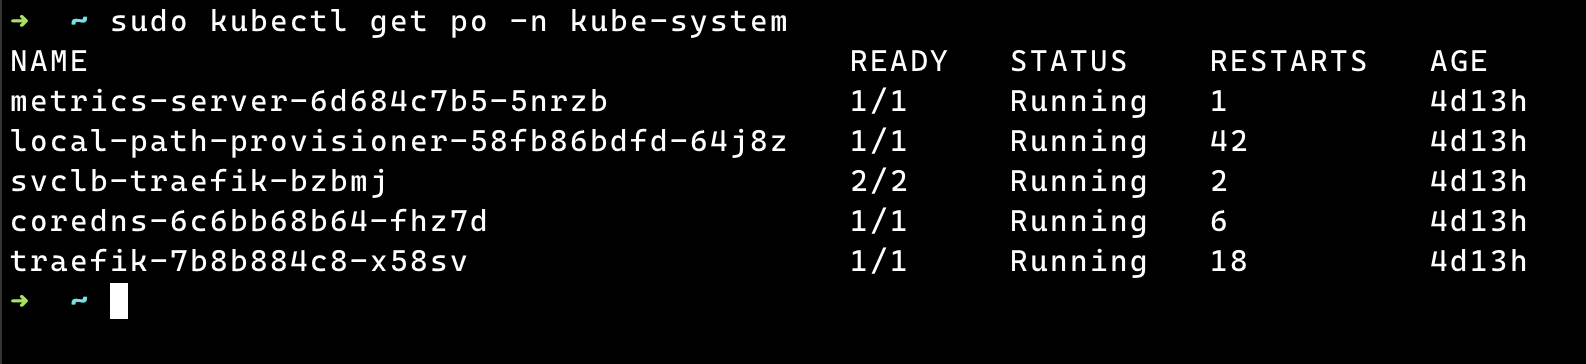 ➜ ~ sudo kubectl get po -n kube-system
NAME READY STATUS RESTARTS AGE
metrics-server-6d684c7b5-5nrzb 1/1 Running 1 4d13h
local-path-provisioner-58fb86bdfd-64j8z 1/1 Running 42 4d13h
svclb-traefik-bzbmj 2/2 Running 2 4d13h
coredns-6c6bb68b64-fhz7d 1/1 Running 6 4d13h
traefik-7b8b884c8-x58sv 1/1 Running 18 4d13h
➜ ~